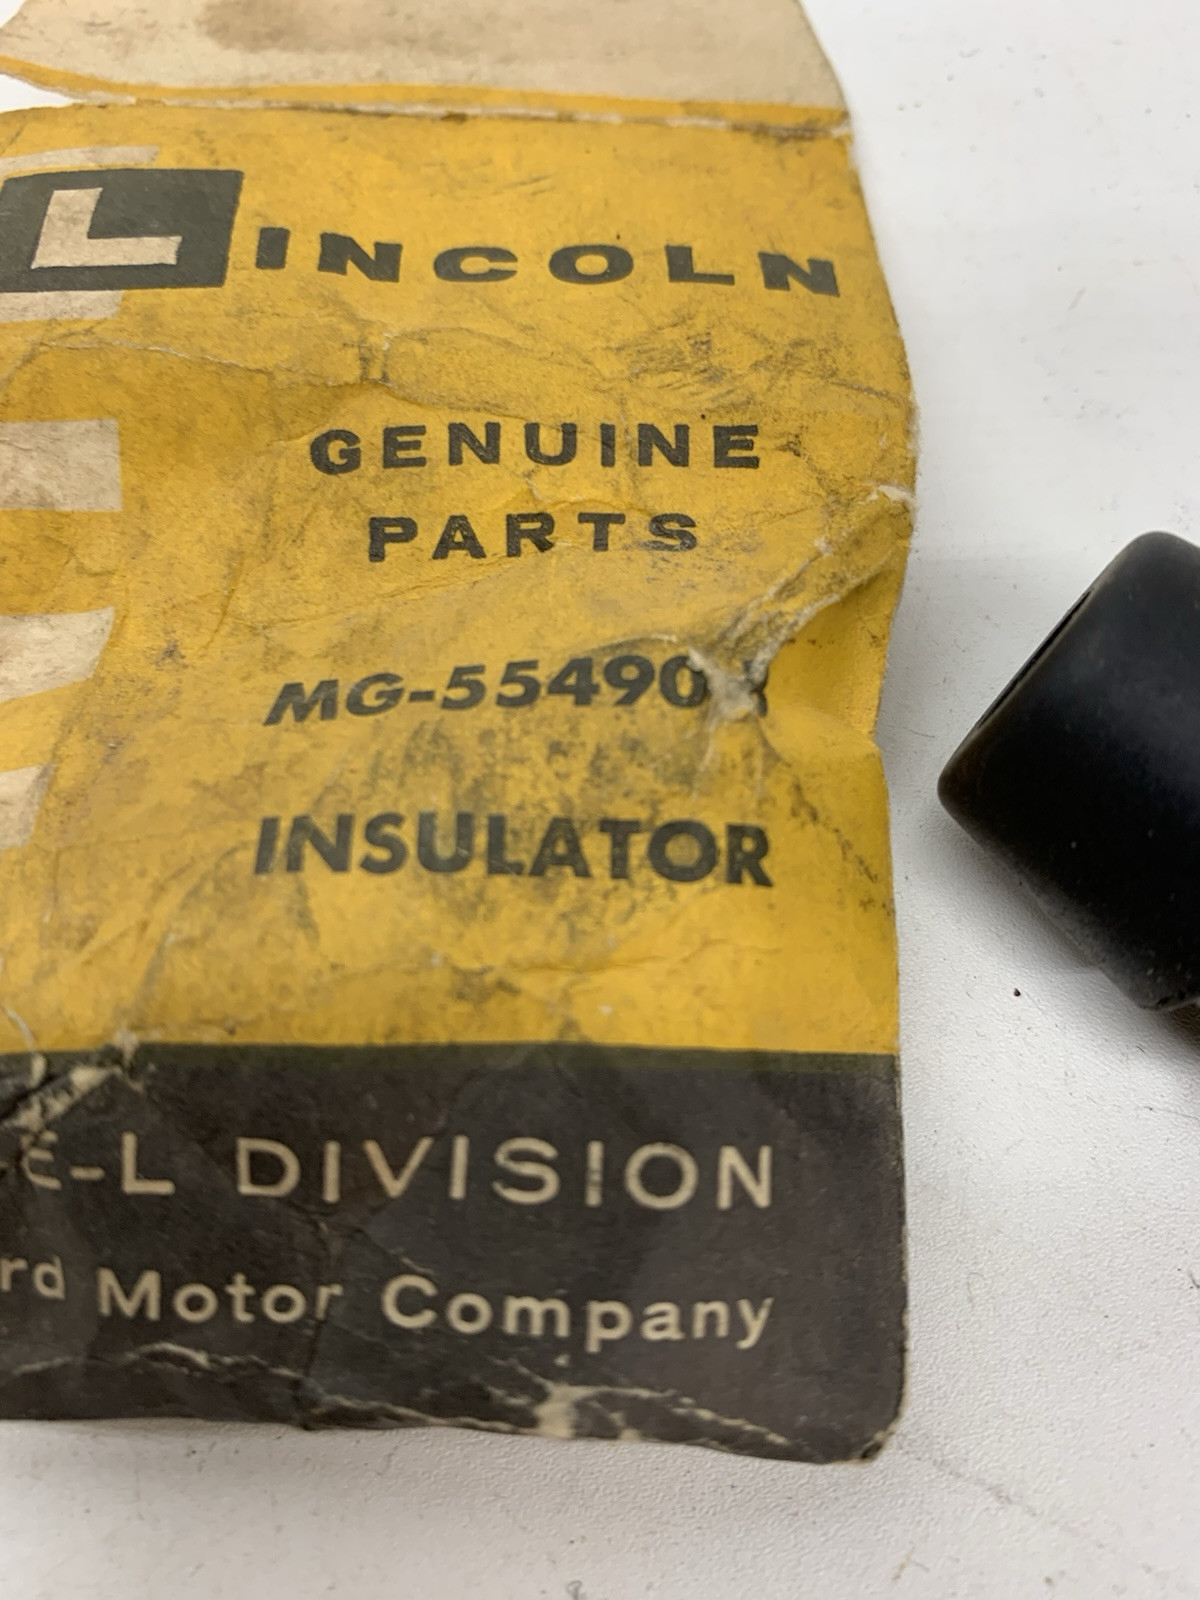 LINCOLN
GENUINE
PARTS
INSULATOR
E-L DIVISION
rd Motor Company